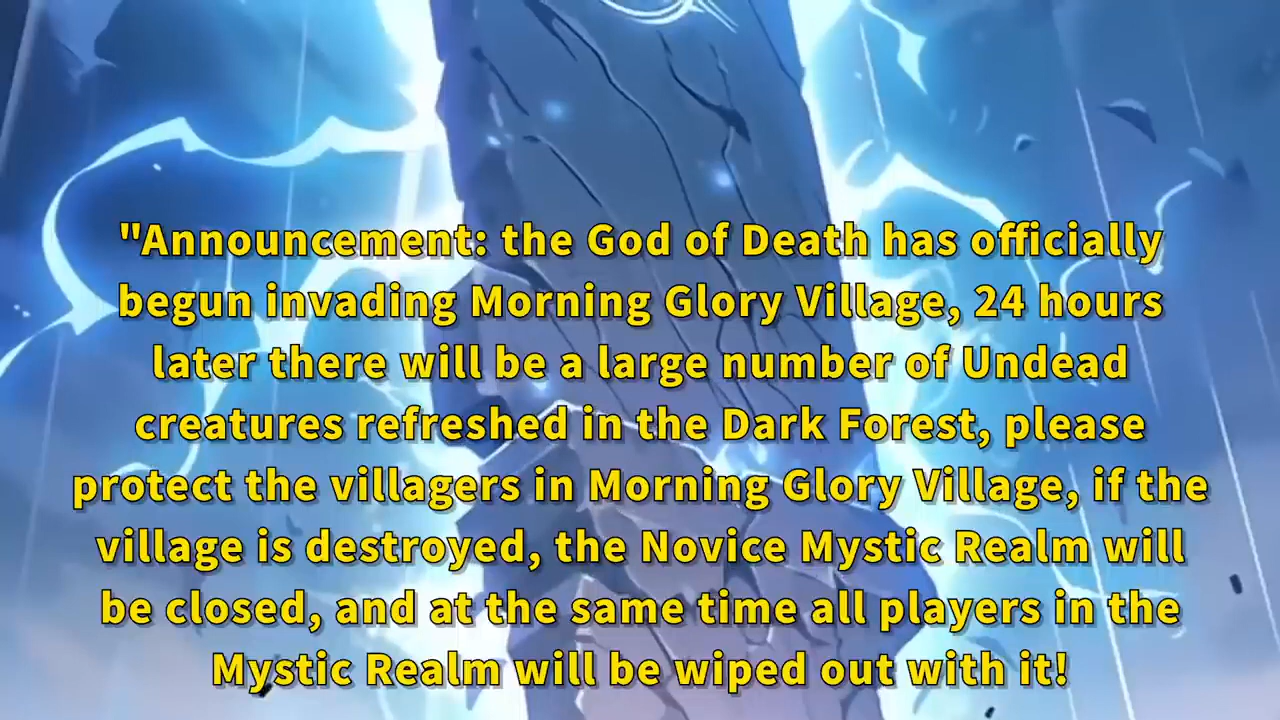 "Announcement: the God of Death has officially
begun invading Morning Glory Village, 24 hours
later there will be a large number of Undead
creatures refreshed in the Dark Forest, please
protect the villagers in Morning Glory Village, if the
village is destroyed, the Novice Mystic Realm will
be closed, and at the same time all players in the
Mystic Realm will be wiped out with it!